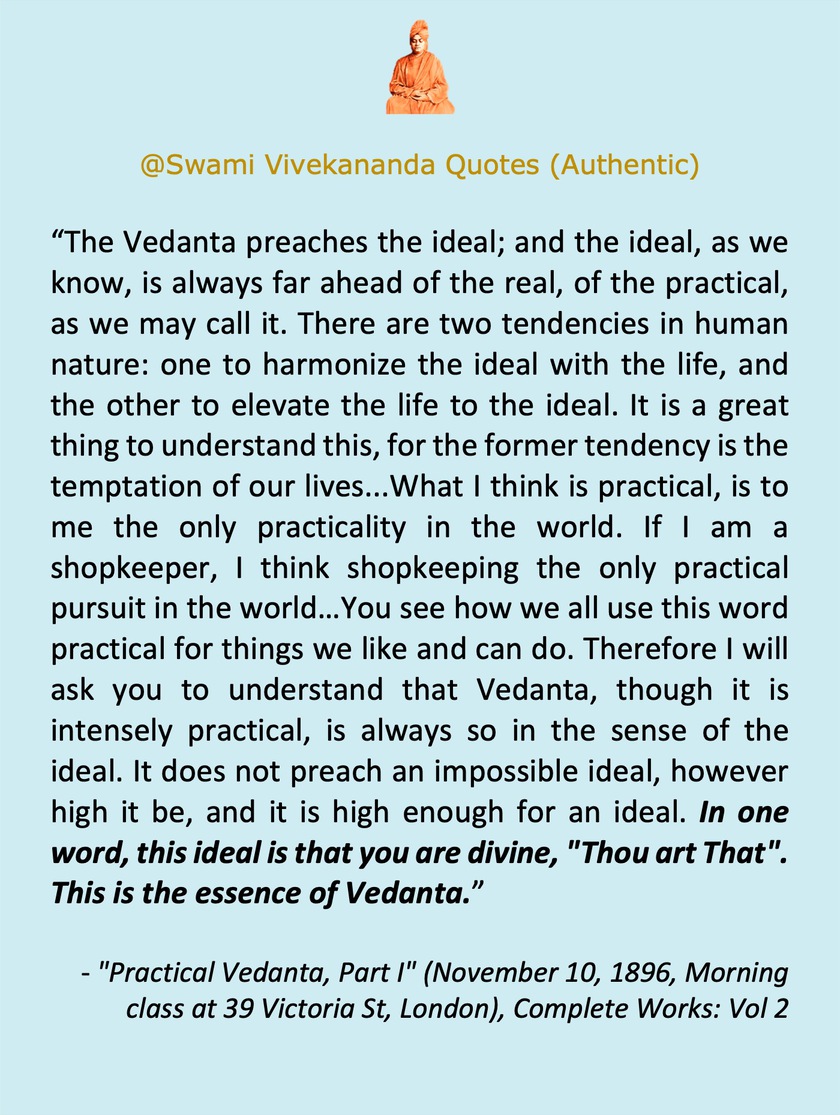 @Swami Vivekananda Quotes (Authentic)
“The Vedanta preaches the ideal; and the ideal, as we
know, is always far ahead of the real, of the practical,
as we may call it. There are two tendencies in human
nature: one to harmonize the ideal with the life, and
the other to elevate the life to the ideal. It is a great
thing to understand this, for the former tendency is the
temptation of our lives...What I think is practical, is to
me the only practicality in the world. If I am a
shopkeeper, I think shopkeeping the only practical
pursuit in the world…You see how we all use this word
practical for things we like and can do. Therefore I will
ask you to understand that Vedanta, though it is
intensely practical, is always so in the sense of the
ideal. It does not preach an impossible ideal, however
high it be, and it is high enough for an ideal. In one
word, this ideal is that you are divine, "Thou art That".
This is the essence of Vedanta.”
- "Practical Vedanta, Part I" (November 10, 1896, Morning
class at 39 Victoria St, London), Complete Works: Vol 2